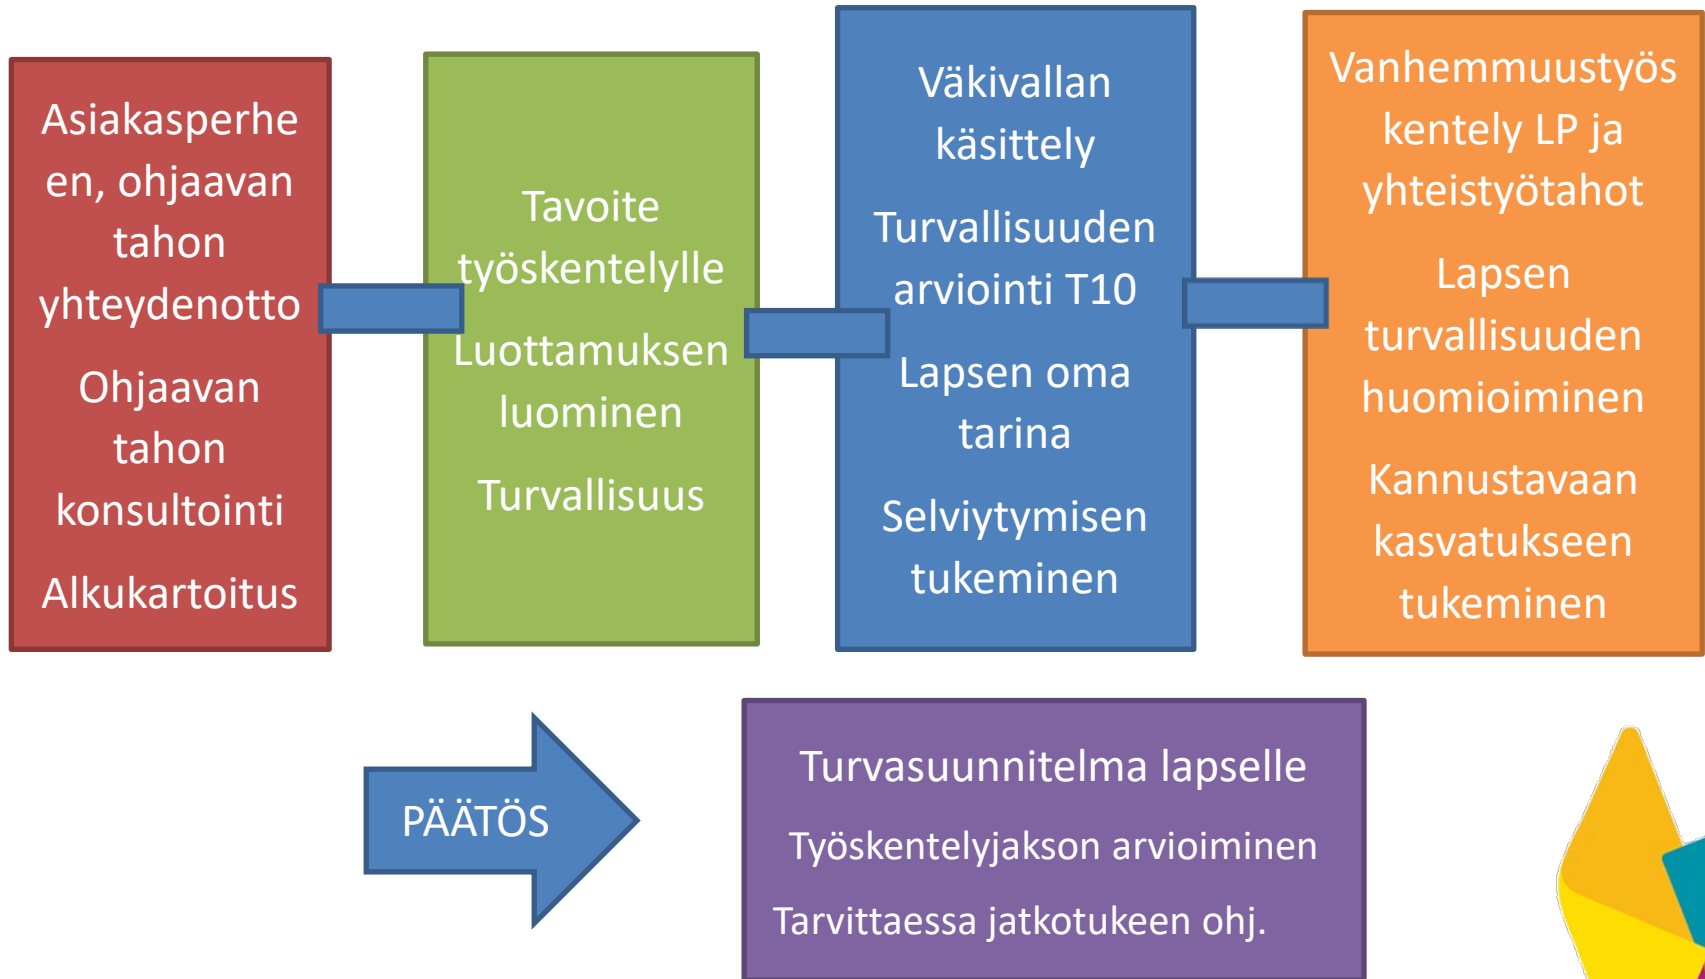 Asiakasperhe
en, ohjaavan
tahon
yhteydenotto
Ohjaavan
tahon
konsultointi
Alkukartoitus
Tavoite
työskentelylle
Luottamuksen
luominen
Turvallisuus
Väkivallan
käsittely
Turvallisuuden
arviointi T10
Lapsen oma
tarina
Selviytymisen
tukeminen
Vanhemmuustyös
kentely LP ja
yhteistyötahot
Lapsen
turvallisuuden
huomioiminen
Kannustavaan
kasvatukseen
tukeminen
PÄÄTÖS
Turvasuunnitelma lapselle
Työskentelyjakson arvioiminen
Tarvittaessa jatkotukeen ohj.